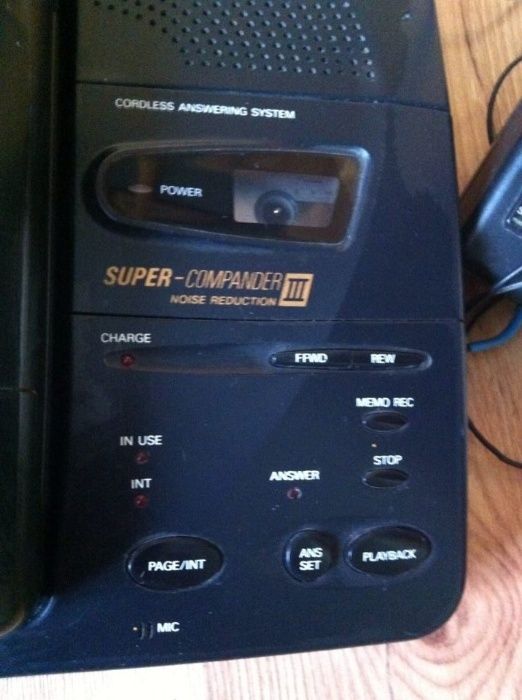 CORDLESS ANSWERING SYSTEM
POWER
SUPER-COMPANDER III
NOISE REDUCTION
CHARGE
FFWD REW
MEMO REC
IN USE
STOP
INT
ANSWER
PAGE/INT
ANS
SET
PLAYBACK
MIC